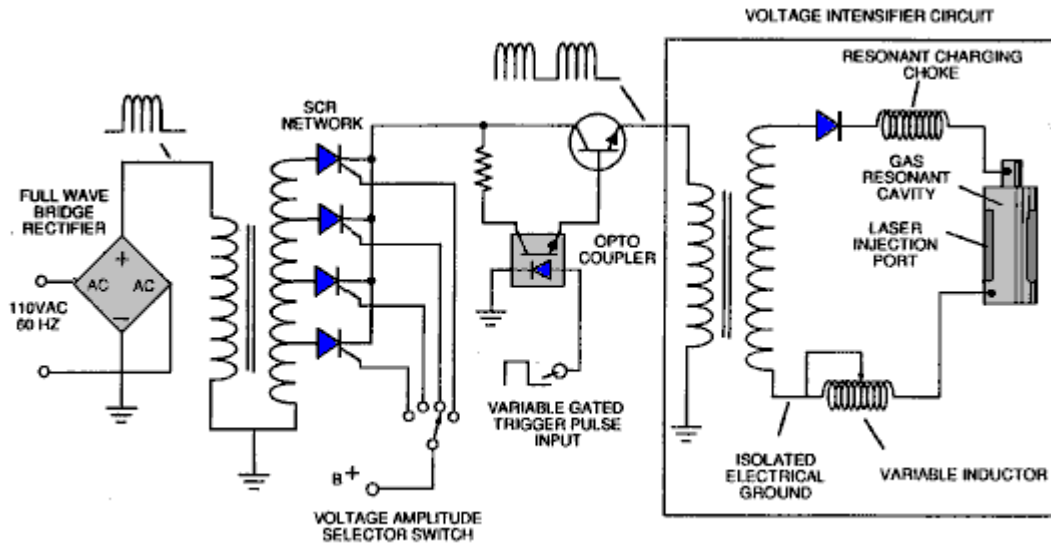 VOLTAGE INTENSIFIER CIRCUIT
RESONANT CHARGING
CHOKE
SCR
NETWORK
FULL WAVE
BRIDGE
RECTIFIER
GAS
RESONANT
CAVITY
LASER
INJECTION
PORT
OPTO
COUPLER
+
AC AC
−
110VAC
60 HZ
VARIABLE GATED
TRIGGER PULSE
INPUT
ISOLATED
ELECTRICAL
GROUND
VARIABLE INDUCTOR
B+
VOLTAGE AMPLITUDE
SELECTOR SWITCH